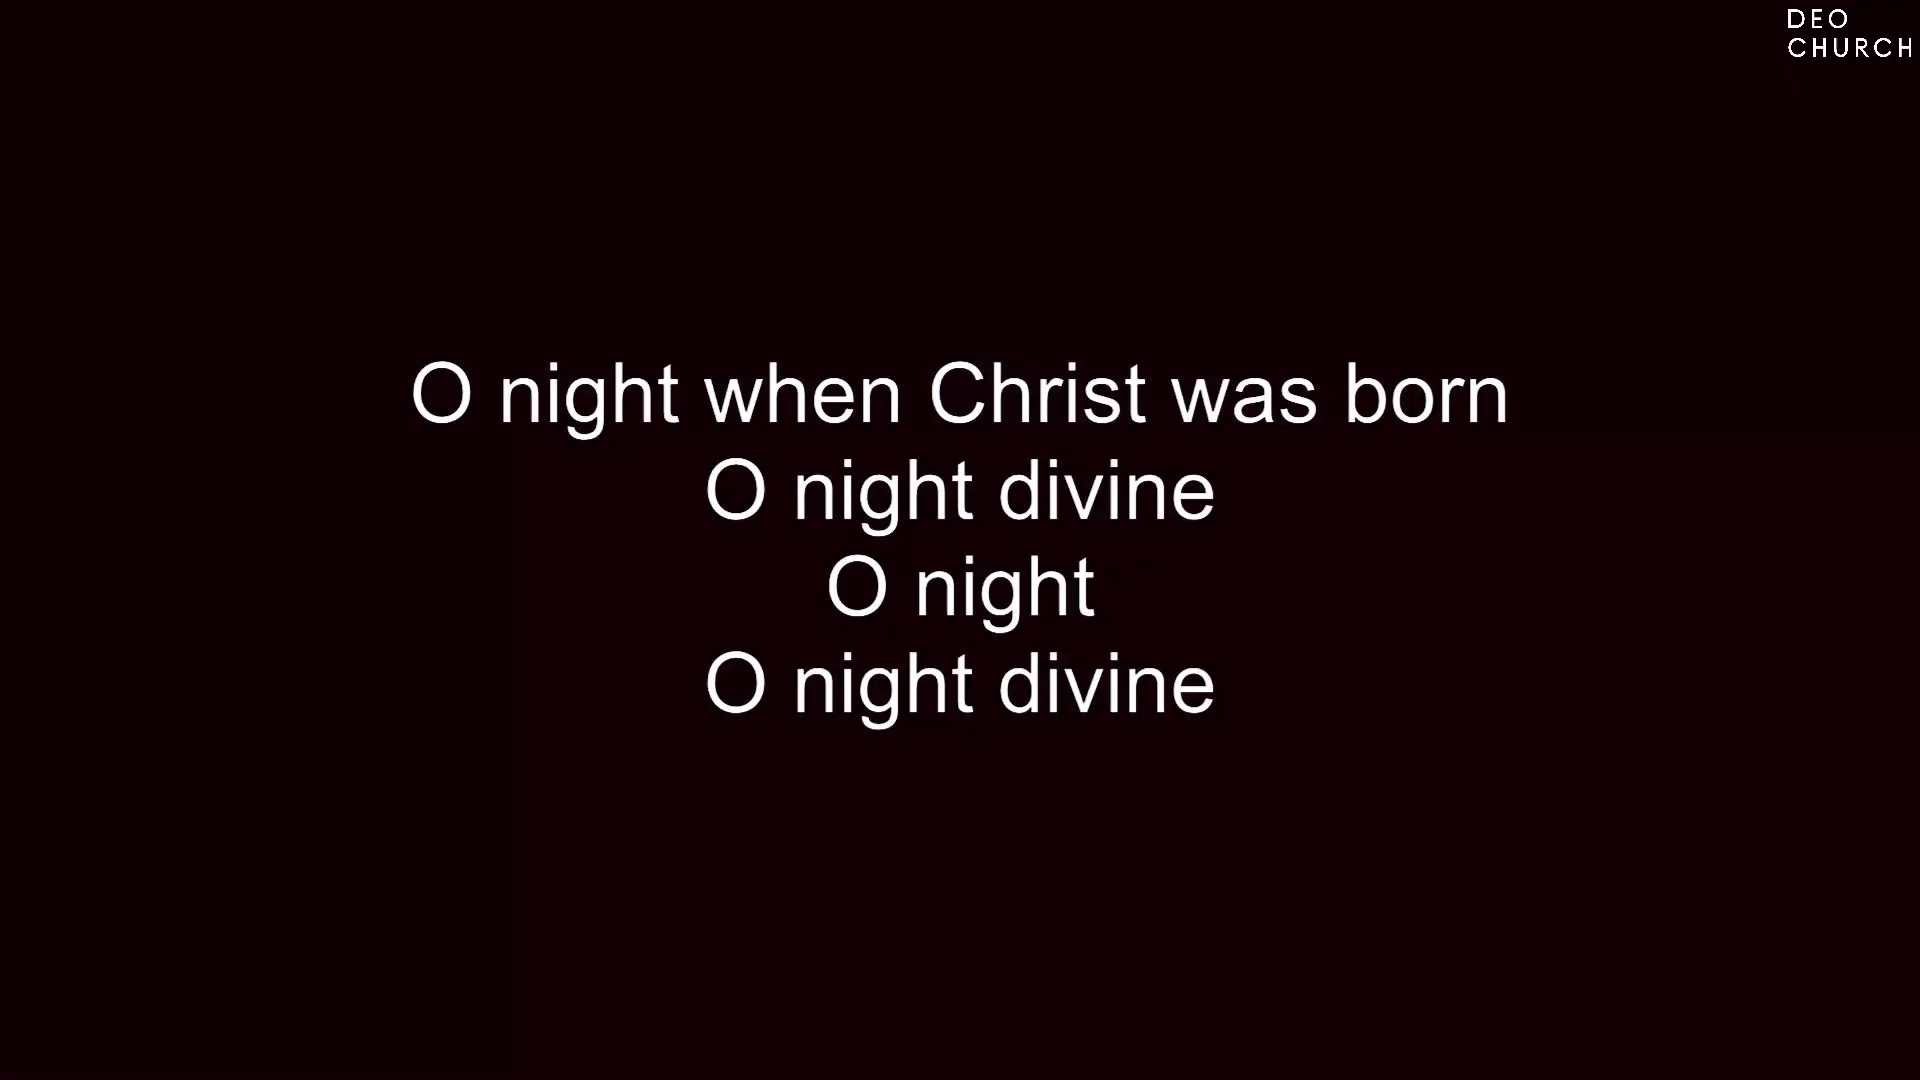 DEO
CHURCH
O night when Christ was born
O night divine
O night
O night divine